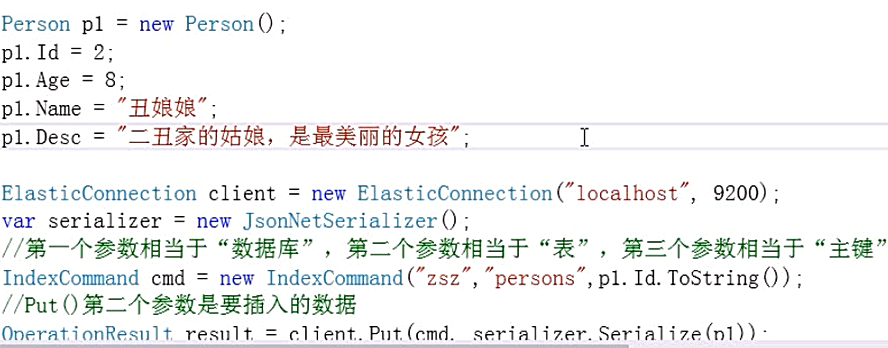 Person p1 = new Person();
p1.Id = 2;
p1.Age = 8;
p1.Name = "丑娘娘";
p1.Desc = "二丑家的姑娘，是最美丽的女孩";
ElasticConnection client = new ElasticConnection("localhost", 9200);
var serializer = new JsonNetSerializer();
//第一个参数相当于“数据库”，第二个参数相当于“表”，第三个参数相当于“主键”
IndexCommand cmd = new IndexCommand("zsz","persons",p1.Id.ToString());
//Put()第二个参数是要插入的数据
OperationResult result = client.Put(cmd, serializer.Serialize(p1));